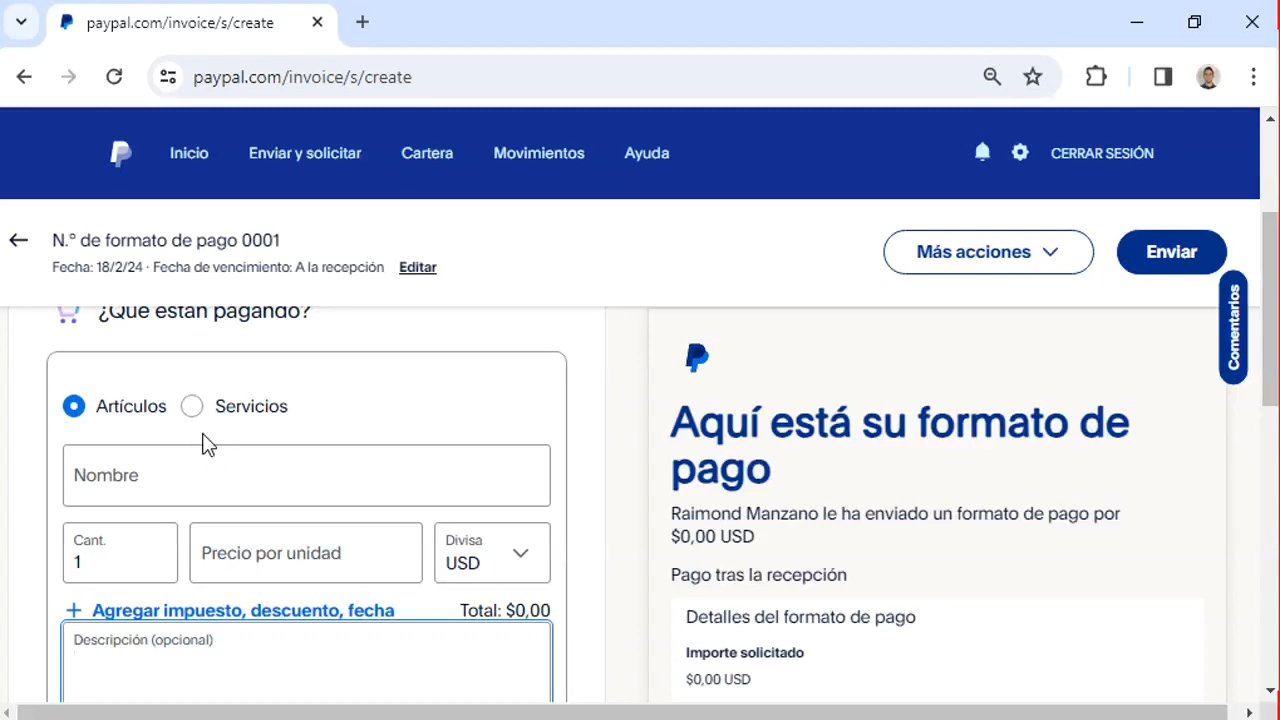 paypal.com/invoice/s/create
paypal.com/invoice/s/create
Inicio
Enviar y solicitar
Cartera
Movimientos
Ayuda
CERRAR SESIÓN
N.° de formato de pago 0001
Fecha: 18/2/24 · Fecha de vencimiento: A la recepción Editar
Más acciones
Enviar
Comentarios
¿Qué están pagando?
Artículos
Servicios
Nombre
Cant.
1
Precio por unidad
Divisa
USD
+ Agregar impuesto, descuento, fecha
Total: $0,00
Descripción (opcional)
Aquí está su formato de
pago
Raimond Manzano le ha enviado un formato de pago por
$0,00 USD
Pago tras la recepción
Detalles del formato de pago
Importe solicitado
$0,00 USD